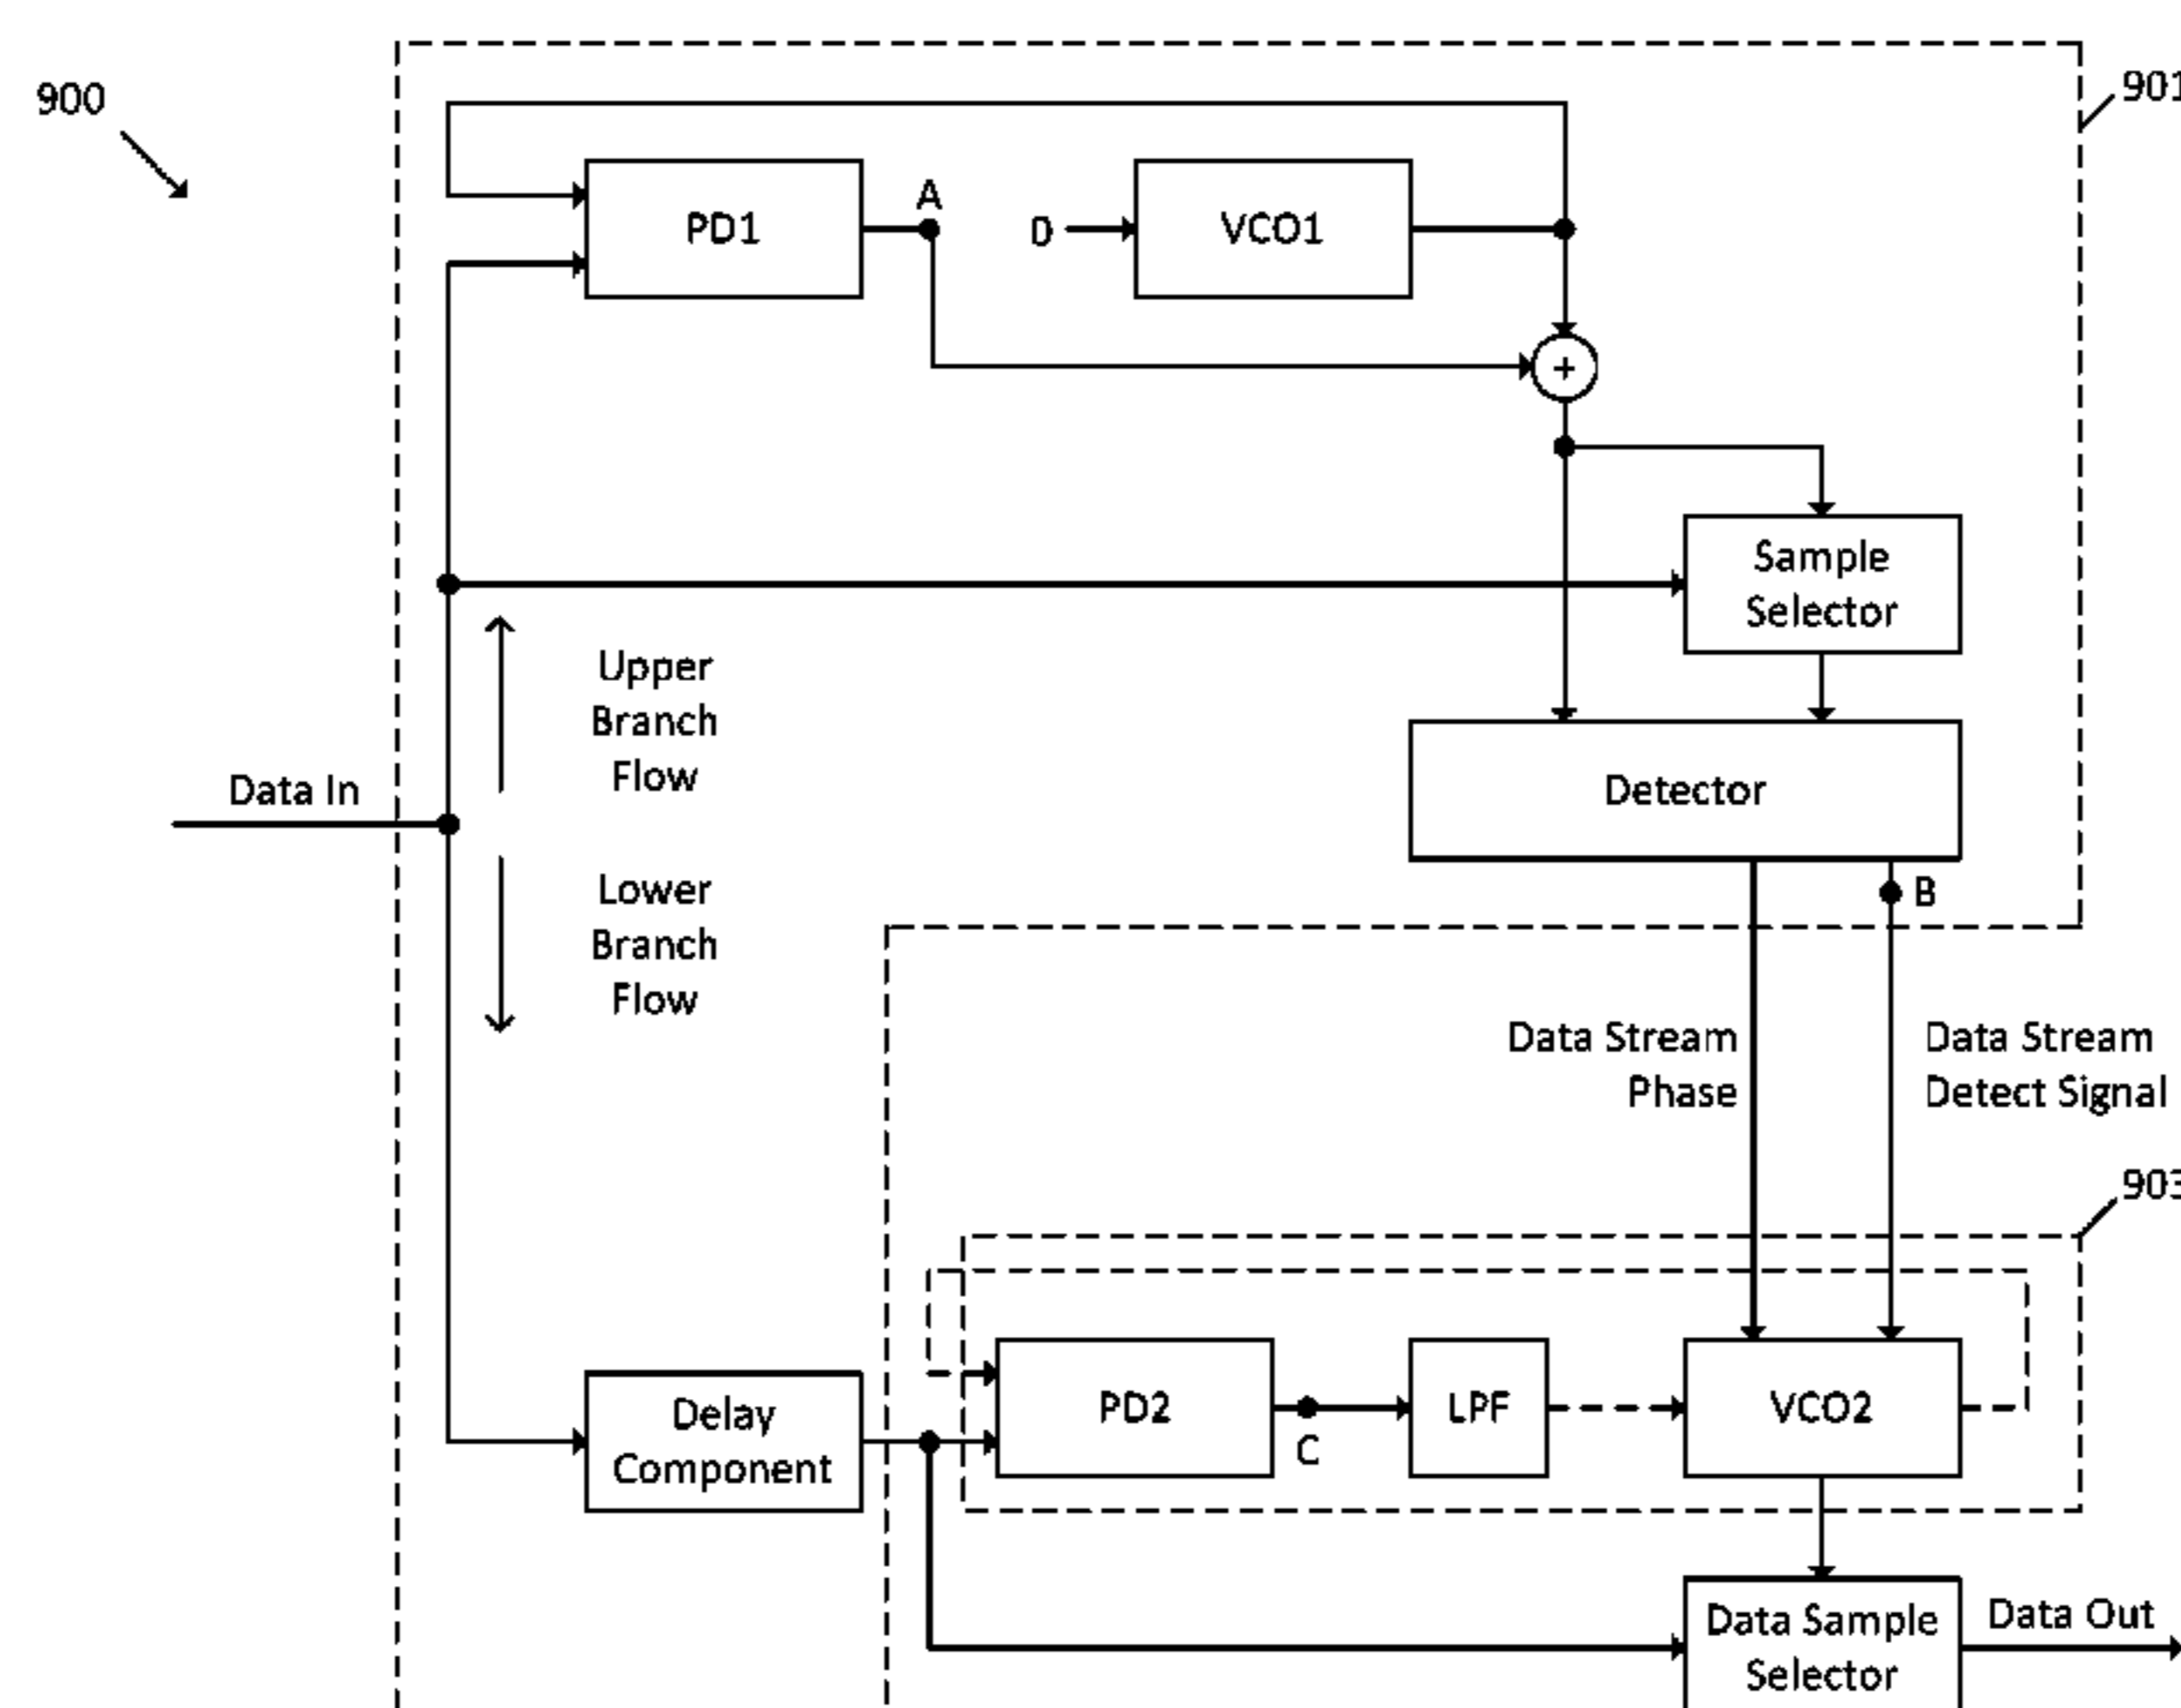 900
901
A
PD1
0
VCO1
+
Sample
Selector
Upper
Branch
Flow
Data In
Detector
Lower
Branch
Flow
B
Data Stream
Phase
Data Stream
Detect Signal
903
PD2
LPF
VCO2
C
Delay
Component
Data Sample
Selector
Data Out